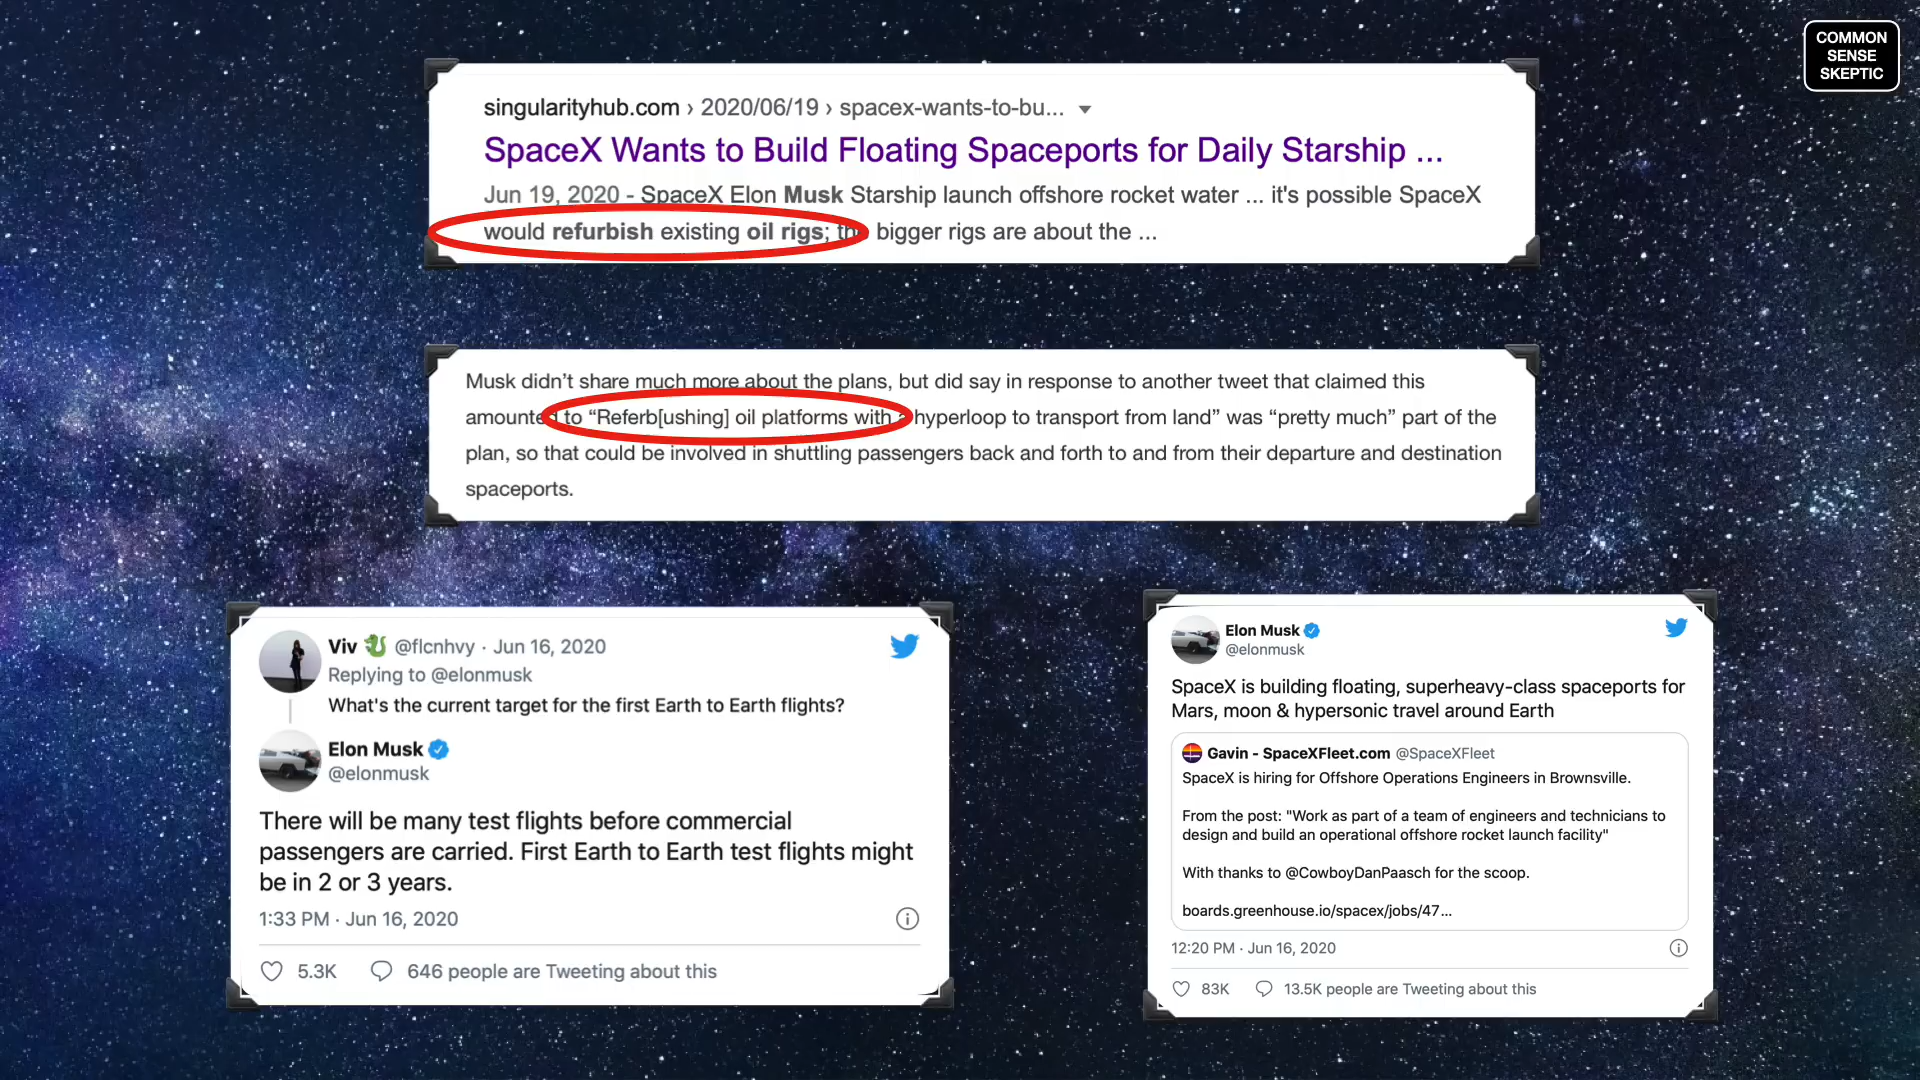 COMMON
SENSE
SKEPTIC
singularityhub.com › 2020/06/19 › spacex-wants-to-bu...
SpaceX Wants to Build Floating Spaceports for Daily Starship ...
Jun 19, 2020 - SpaceX Elon Musk Starship launch offshore rocket water ... it's possible SpaceX
would refurbish existing oil rigs; the bigger rigs are about the ...
Musk didn’t share much more about the plans, but did say in response to another tweet that claimed this
amounted to “Referb[ushing] oil platforms with a hyperloop to transport from land” was “pretty much” part of the
plan, so that could be involved in shuttling passengers back and forth to and from their departure and destination
spaceports.
Viv @flcnhvy · Jun 16, 2020
Replying to @elonmusk
What's the current target for the first Earth to Earth flights?
Elon Musk
@elonmusk
There will be many test flights before commercial
passengers are carried. First Earth to Earth test flights might
be in 2 or 3 years.
1:33 PM · Jun 16, 2020
5.3K 646 people are Tweeting about this
Elon Musk
@elonmusk
SpaceX is building floating, superheavy-class spaceports for
Mars, moon & hypersonic travel around Earth
Gavin - SpaceXFleet.com @SpaceXFleet
SpaceX is hiring for Offshore Operations Engineers in Brownsville.
From the post: "Work as part of a team of engineers and technicians to
design and build an operational offshore rocket launch facility"
With thanks to @CowboyDanPaasch for the scoop.
boards.greenhouse.io/spacex/jobs/47...
12:20 PM · Jun 16, 2020
83K 13.5K people are Tweeting about this